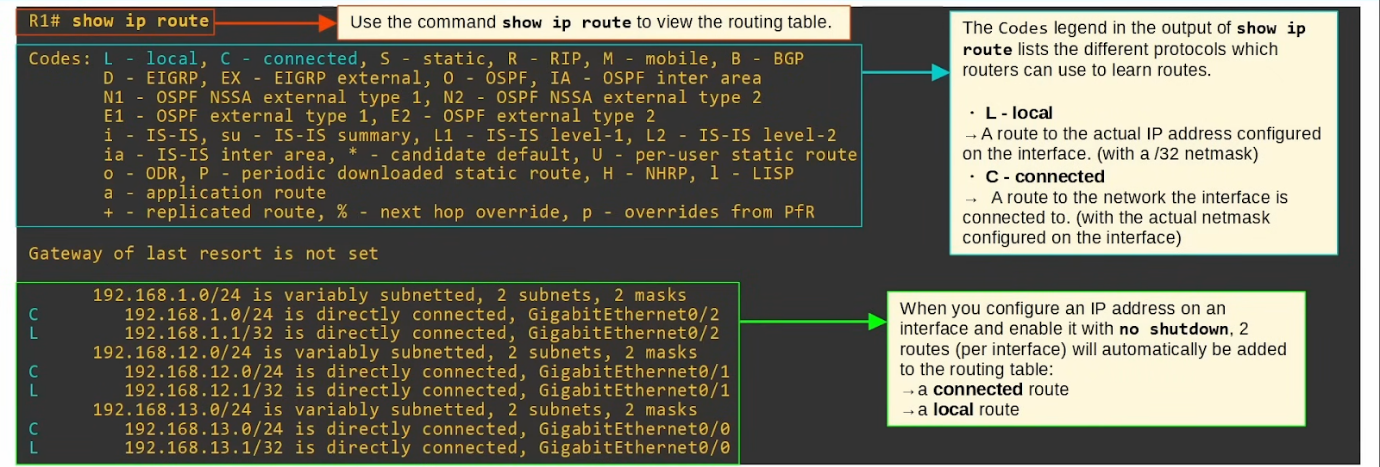 R1# show ip route
Use the command show ip route to view the routing table.
Codes: L - local, C - connected, S - static, R - RIP, M - mobile, B - BGP
D - EIGRP, EX - EIGRP external, O - OSPF, IA - OSPF inter area
N1 - OSPF NSSA external type 1, N2 - OSPF NSSA external type 2
E1 - OSPF external type 1, E2 - OSPF external type 2
i - IS-IS, su - IS-IS summary, L1 - IS-IS level-1, L2 - IS-IS level-2
ia - IS-IS inter area, * - candidate default, U - per-user static route
o - ODR, P - periodic downloaded static route, H - NHRP, l - LISP
a - application route
+ - replicated route, % - next hop override, p - overrides from PfR
The Codes legend in the output of show ip
route lists the different protocols which
routers can use to learn routes.
· L - local
→A route to the actual IP address configured
on the interface. (with a /32 netmask)
· C - connected
→ A route to the network the interface is
connected to. (with the actual netmask
configured on the interface)
Gateway of last resort is not set
192.168.1.0/24 is variably subnetted, 2 subnets, 2 masks
C 192.168.1.0/24 is directly connected, GigabitEthernet0/2
L 192.168.1.1/32 is directly connected, GigabitEthernet0/2
192.168.12.0/24 is variably subnetted, 2 subnets, 2 masks
C 192.168.12.0/24 is directly connected, GigabitEthernet0/1
L 192.168.12.1/32 is directly connected, GigabitEthernet0/1
192.168.13.0/24 is variably subnetted, 2 subnets, 2 masks
C 192.168.13.0/24 is directly connected, GigabitEthernet0/0
L 192.168.13.1/32 is directly connected, GigabitEthernet0/0
When you configure an IP address on an
interface and enable it with no shutdown, 2
routes (per interface) will automatically be added
to the routing table:
→a connected route
→a local route